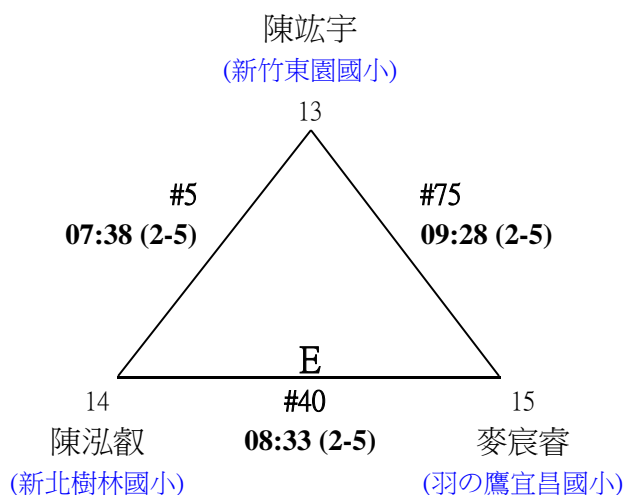 陳竑宇
(新竹東園國小)
13
#5
#75
07:38 (2-5)
09:28 (2-5)
E
14
#40
15
陳泓叡
08:33 (2-5)
麥宸睿
(新北樹林國小)
(羽の鷹宜昌國小)